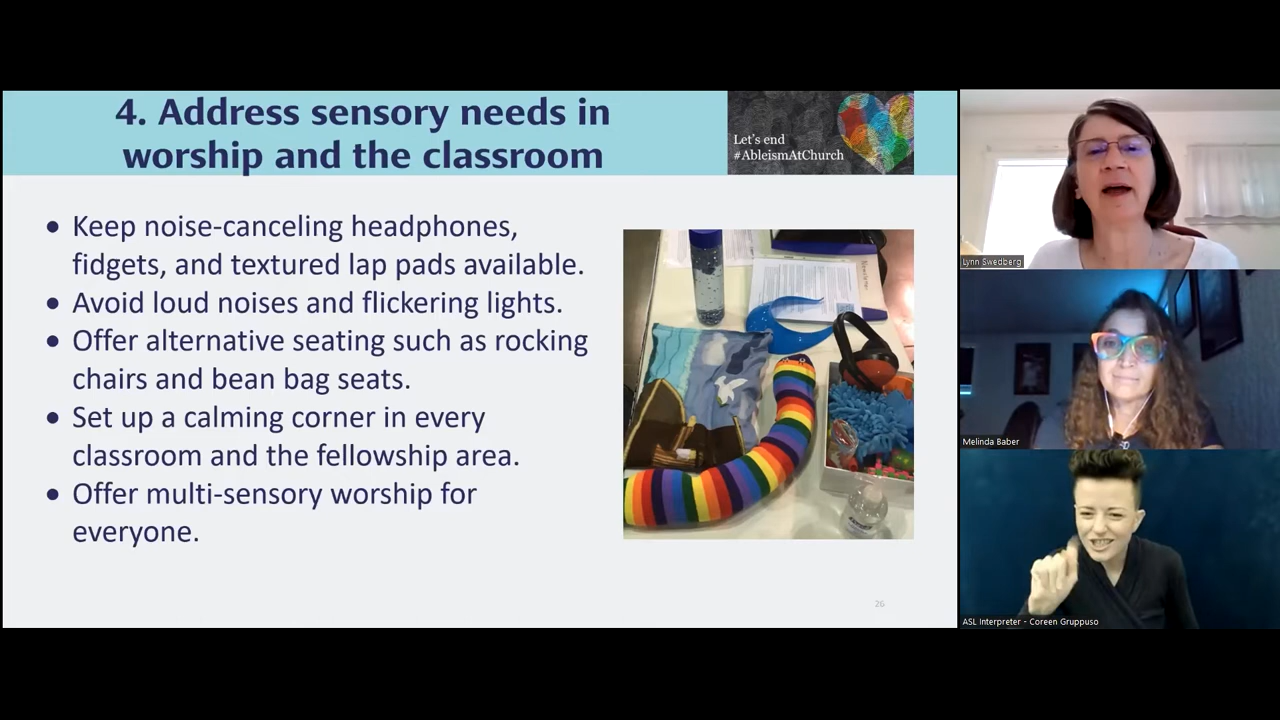 4. Address sensory needs in
worship and the classroom
Let's end
#AbleismAtChurch
• Keep noise-canceling headphones,
fidgets, and textured lap pads available.
• Avoid loud noises and flickering lights.
• Offer alternative seating such as rocking
chairs and bean bag seats.
• Set up a calming corner in every
classroom and the fellowship area.
• Offer multi-sensory worship for
everyone.
26
Lynn Swedberg
Melinda Baber
ASL Interpreter - Coreen Gruppuso